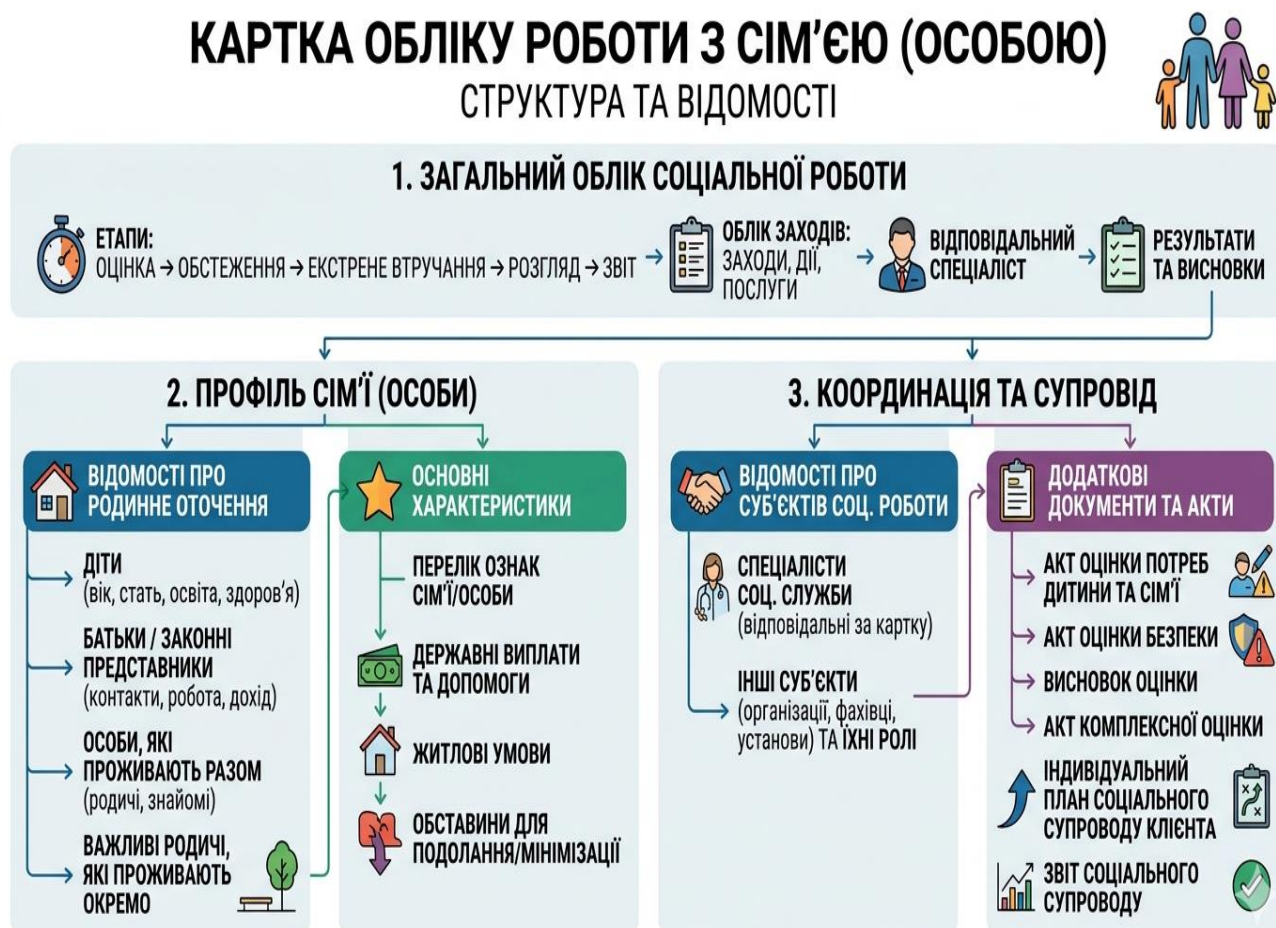 КАРТКА ОБЛІКУ РОБОТИ З СІМ'ЄЮ (ОСОБОЮ)
СТРУКТУРА ТА ВІДОМОСТІ
1. ЗАГАЛЬНИЙ ОБЛІК СОЦІАЛЬНОЇ РОБОТИ
ЕТАПИ:
ОЦІНКА → ОБСТЕЖЕННЯ → ЕКСТРЕНЕ ВТРУЧАННЯ → РОЗГЛЯД → ЗВІТ
ОБЛІК ЗАХОДІВ:
ЗАХОДИ, ДІЇ,
ПОСЛУГИ
ВІДПОВІДАЛЬНИЙ
СПЕЦІАЛІСТ
РЕЗУЛЬТАТИ
ТА ВИСНОВКИ
2. ПРОФІЛЬ СІМ'Ї (ОСОБИ)
ВІДОМОСТІ ПРО
РОДИННЕ ОТОЧЕННЯ
ДІТИ
(вік, стать, освіта, здоров'я)
БАТЬКИ / ЗАКОННІ
ПРЕДСТАВНИКИ
(контакти, робота, дохід)
ОСОБИ, ЯКІ
ПРОЖИВАЮТЬ РАЗОМ
(родичі, знайомі)
ВАЖЛИВІ РОДИЧІ,
ЯКІ ПРОЖИВАЮТЬ
ОКРЕМО
ОСНОВНІ
ХАРАКТЕРИСТИКИ
ПЕРЕЛІК ОЗНАК
СІМ'Ї/ОСОБИ
ДЕРЖАВНІ ВИПЛАТИ
ТА ДОПОМОГИ
ЖИТЛОВІ УМОВИ
ОБСТАВИНИ ДЛЯ
ПОДОЛАННЯ/МІНІМІЗАЦІЇ
3. КООРДИНАЦІЯ ТА СУПРОВІД
ВІДОМОСТІ ПРО
СУБ'ЄКТІВ СОЦ. РОБОТИ
СПЕЦІАЛІСТИ
СОЦ. СЛУЖБИ
(відповідальні за картку)
ІНШІ СУБ'ЄКТИ
(організації, фахівці,
установи) ТА ЇХНІ РОЛІ
ДОДАТКОВІ
ДОКУМЕНТИ ТА АКТИ
АКТ ОЦІНКИ ПОТРЕБ
ДИТИНИ ТА СІМ'Ї
АКТ ОЦІНКИ БЕЗПЕКИ
ВИСНОВОК ОЦІНКИ
АКТ КОМПЛЕКСНОЇ ОЦІНКИ
ІНДИВІДУАЛЬНИЙ
ПЛАН СОЦІАЛЬНОГО
СУПРОВОДУ КЛІЄНТА
ЗВІТ СОЦІАЛЬНОГО
СУПРОВОДУ